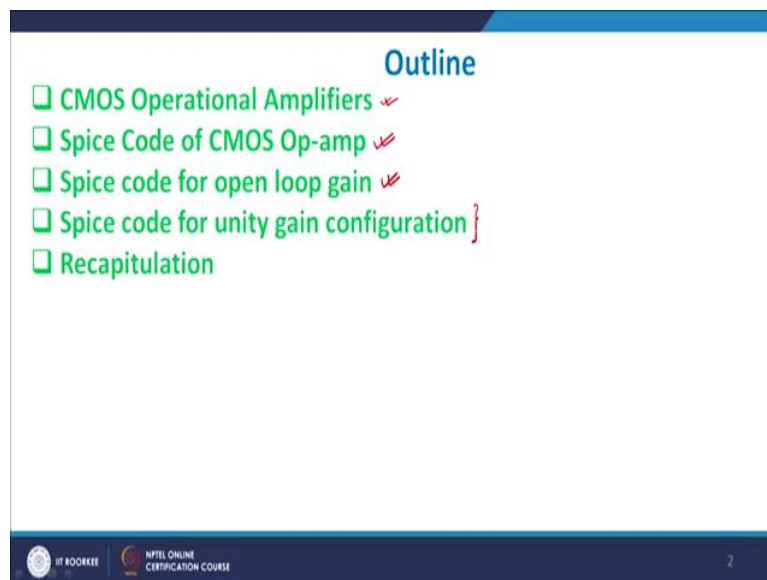 Outline
CMOS Operational Amplifiers
Spice Code of CMOS Op-amp
Spice code for open loop gain
Spice code for unity gain configuration
Recapitulation
IIT ROORKEE
NPTEL ONLINE
CERTIFICATION COURSE
2